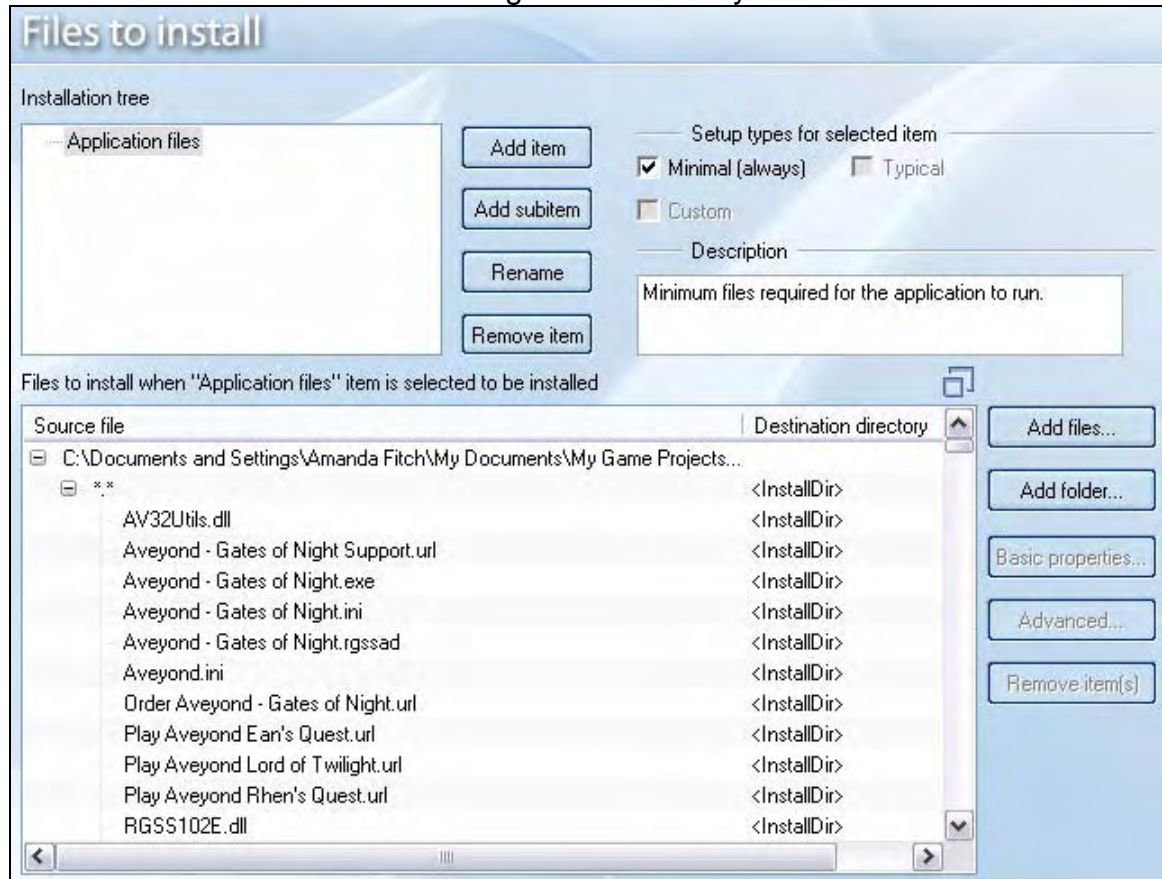 Files to install
Installation tree
Application files
Add item
Add subitem
Rename
Remove item
Setup types for selected item
Minimal (always) Typical
Custom
Description
Minimum files required for the application to run.
Files to install when "Application files" item is selected to be installed
Source file Destination directory
C:\Documents and Settings\Amanda Fitch\My Documents\My Game Projects...
*.* <InstallDir>
AV32Utils.dll <InstallDir>
Aveyond - Gates of Night Support.url <InstallDir>
Aveyond - Gates of Night.exe <InstallDir>
Aveyond - Gates of Night.ini <InstallDir>
Aveyond - Gates of Night.rgssad <InstallDir>
Aveyond.ini <InstallDir>
Order Aveyond - Gates of Night.url <InstallDir>
Play Aveyond Ean's Quest.url <InstallDir>
Play Aveyond Lord of Twilight.url <InstallDir>
Play Aveyond Rhen's Quest.url <InstallDir>
RGSS102E.dll <InstallDir>
Add files...
Add folder...
Basic properties...
Advanced...
Remove item(s)